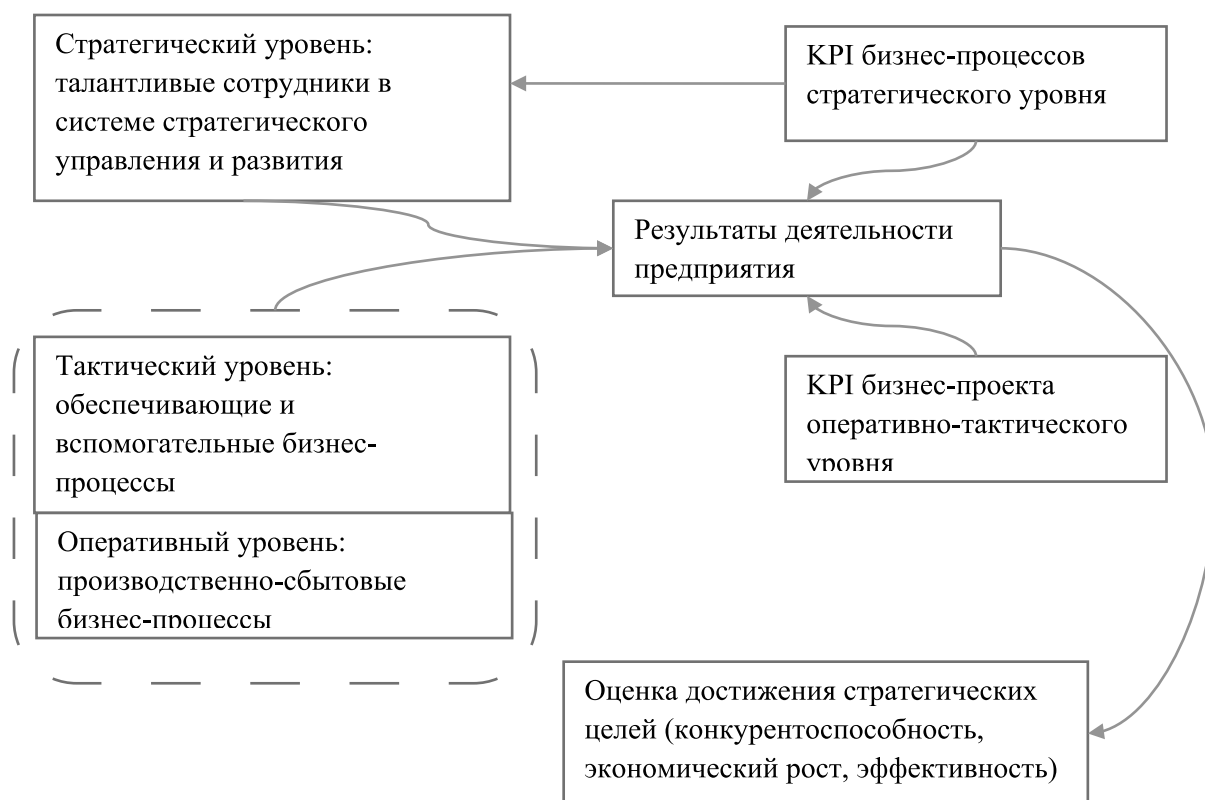 Стратегический уровень:
талантливые сотрудники в
системе стратегического
управления и развития
KPI бизнес-процессов
стратегического уровня
Результаты деятельности
предприятия
Тактический уровень:
обеспечивающие и
вспомогательные бизнес-
процессы
KPI бизнес-проекта
оперативно-тактического
уровня
Оперативный уровень:
производственно-сбытовые
бизнес-процессы
Оценка достижения стратегических
целей (конкурентоспособность,
экономический рост, эффективность)